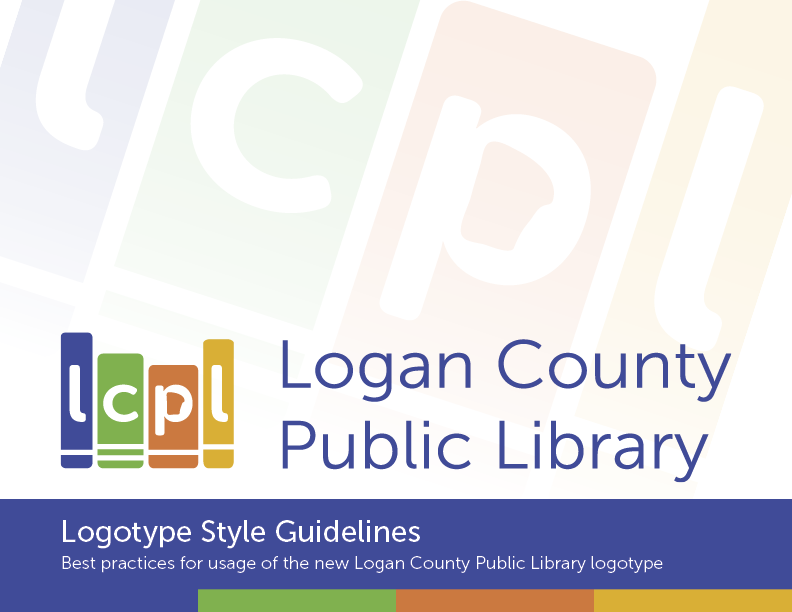 lcpl
lcpl
Logan County
Public Library
Logotype Style Guidelines
Best practices for usage of the new Logan County Public Library logotype